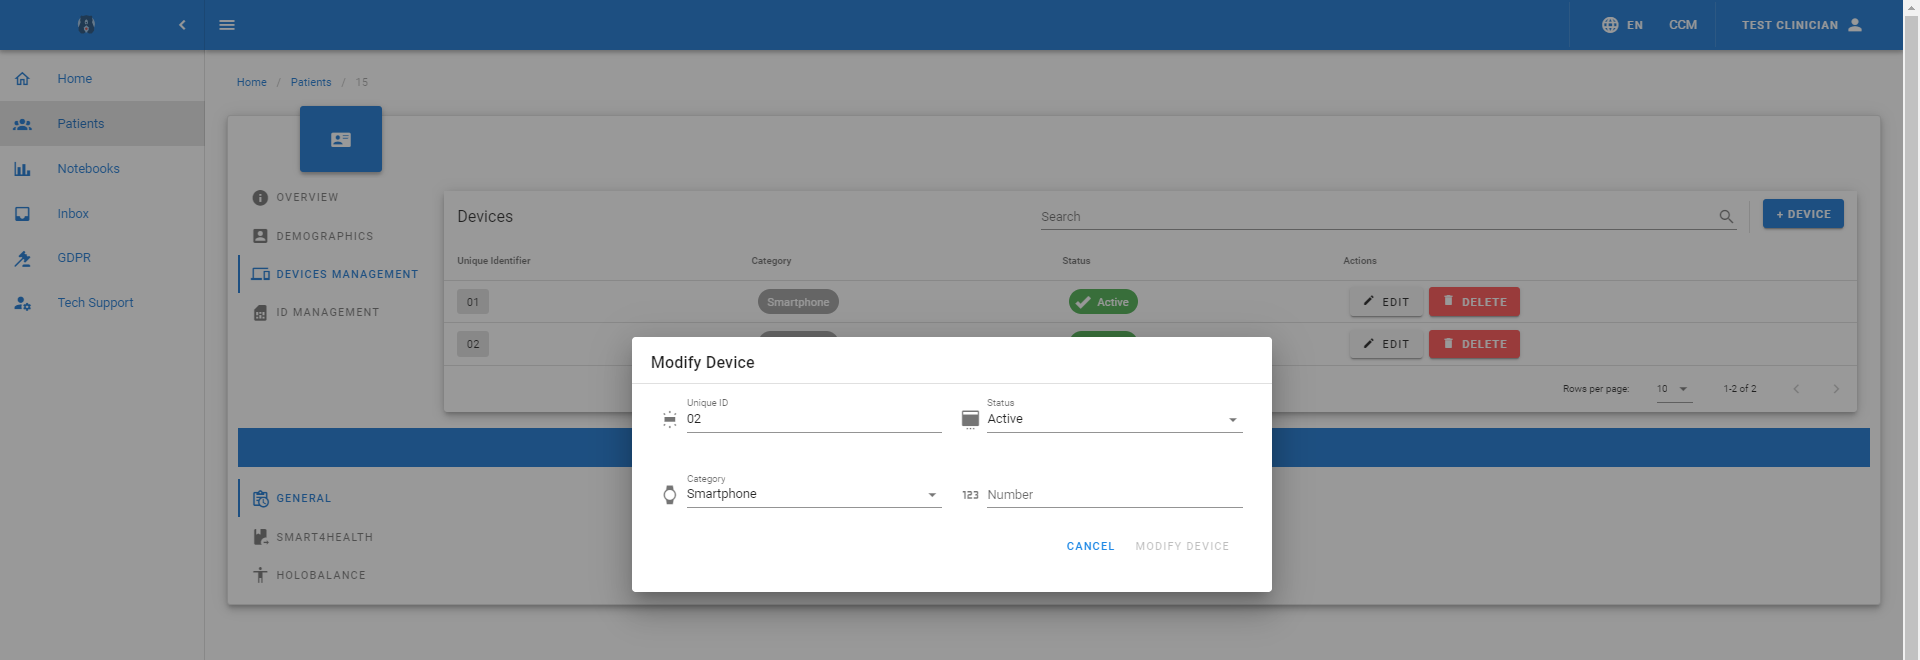 EN CCM TEST CLINICIAN
Home
Patients
Notebooks
Inbox
GDPR
Tech Support
Home / Patients / 15
OVERVIEW
DEMOGRAPHICS
DEVICES MANAGEMENT
ID MANAGEMENT
Devices Search + DEVICE
Unique Identifier Category Status Actions
01 Smartphone Active EDIT DELETE
02 EDIT DELETE
Rows per page: 10 1-2 of 2
GENERAL
SMART4HEALTH
HOLOBALANCE
Modify Device
Unique ID Status
02 Active
Category
Smartphone 123 Number
CANCEL MODIFY DEVICE